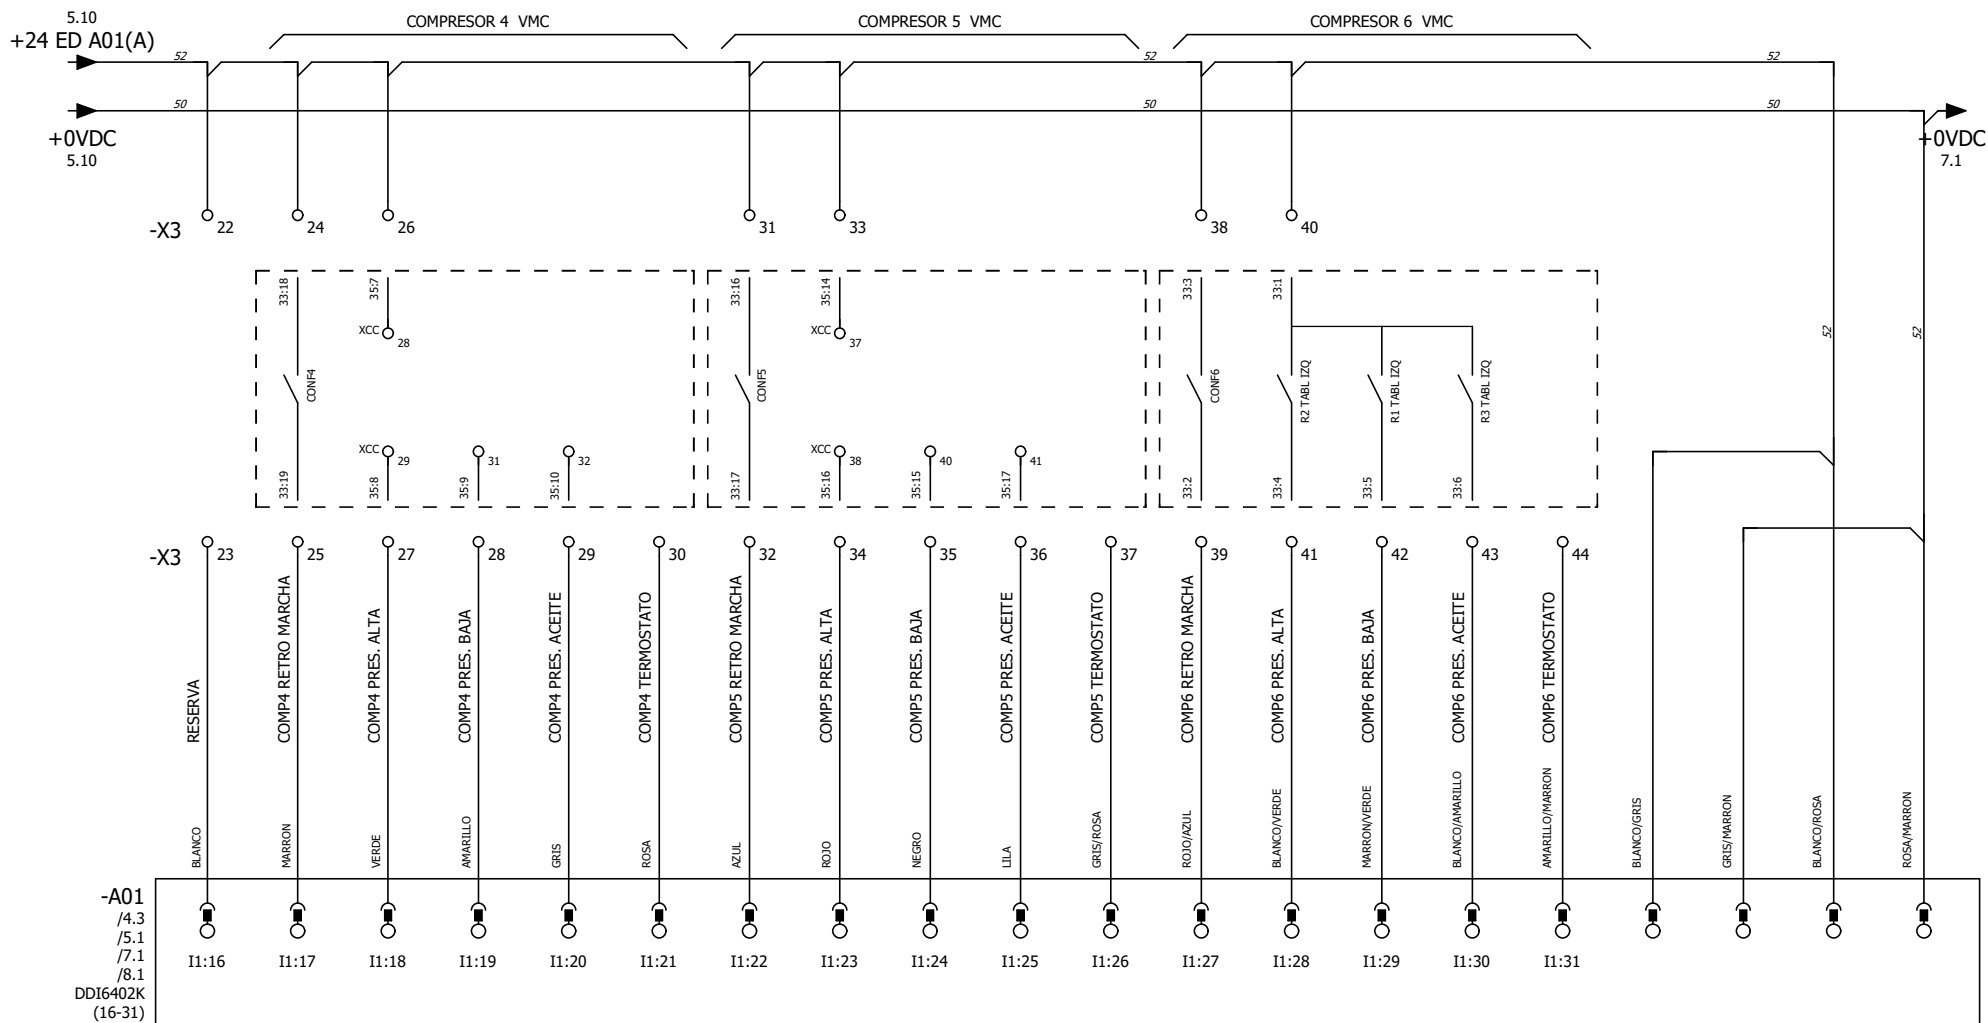 5.10
+24 ED A01(A)
COMPRESOR 4  VMC
COMPRESOR 5  VMC
COMPRESOR 6  VMC
52
52
52
50
50
50
+0VDC
5.10
+0VDC
7.1
-X3
22
24
26
31
33
38
40
33:18
35:7
33:16
35:14
33:3
33:1
XCC
28
XCC
37
52
52
CONF4
CONF5
CONF6
R2 TABL IZQ
R1 TABL IZQ
R3 TABL IZQ
XCC
29
31
32
XCC
38
40
41
33:19
35:8
35:9
35:10
33:17
35:16
35:15
35:17
33:2
33:4
33:5
33:6
-X3
23
25
27
28
29
30
32
34
35
36
37
39
41
42
43
44
RESERVA
COMP4 RETRO MARCHA
COMP4 PRES. ALTA
COMP4 PRES. BAJA
COMP4 PRES. ACEITE
COMP4 TERMOSTATO
COMP5 RETRO MARCHA
COMP5 PRES. ALTA
COMP5 PRES. BAJA
COMP5 PRES. ACEITE
COMP5 TERMOSTATO
COMP6 RETRO MARCHA
COMP6 PRES. ALTA
COMP6 PRES. BAJA
COMP6 PRES. ACEITE
COMP6 TERMOSTATO
BLANCO
MARRON
VERDE
AMARILLO
GRIS
ROSA
AZUL
ROJO
NEGRO
LILA
GRIS/ROSA
ROJO/AZUL
BLANCO/VERDE
MARRON/VERDE
BLANCO/AMARILLO
AMARILLO/MARRON
BLANCO/GRIS
GRIS/MARRON
BLANCO/ROSA
ROSA/MARRON
-A01
/4.3
/5.1
/7.1
/8.1
DDI6402K
(16-31)
I1:16
I1:17
I1:18
I1:19
I1:20
I1:21
I1:22
I1:23
I1:24
I1:25
I1:26
I1:27
I1:28
I1:29
I1:30
I1:31